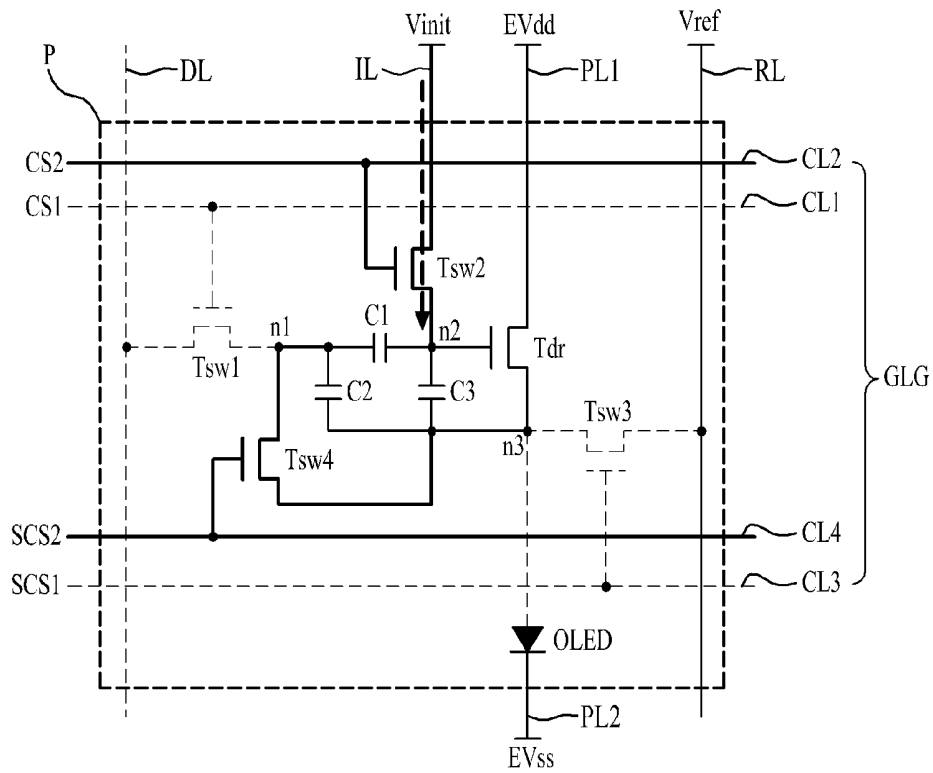 Vinit EVdd Vref
P DL IL PL1 RL
CS2 CL2
CS1 CL1
Tsw2
n1 C1 n2
Tsw1 Tdr
C2 C3 Tsw3 GLG
n3
Tsw4
SCS2 CL4
SCS1 CL3
OLED
PL2
EVss